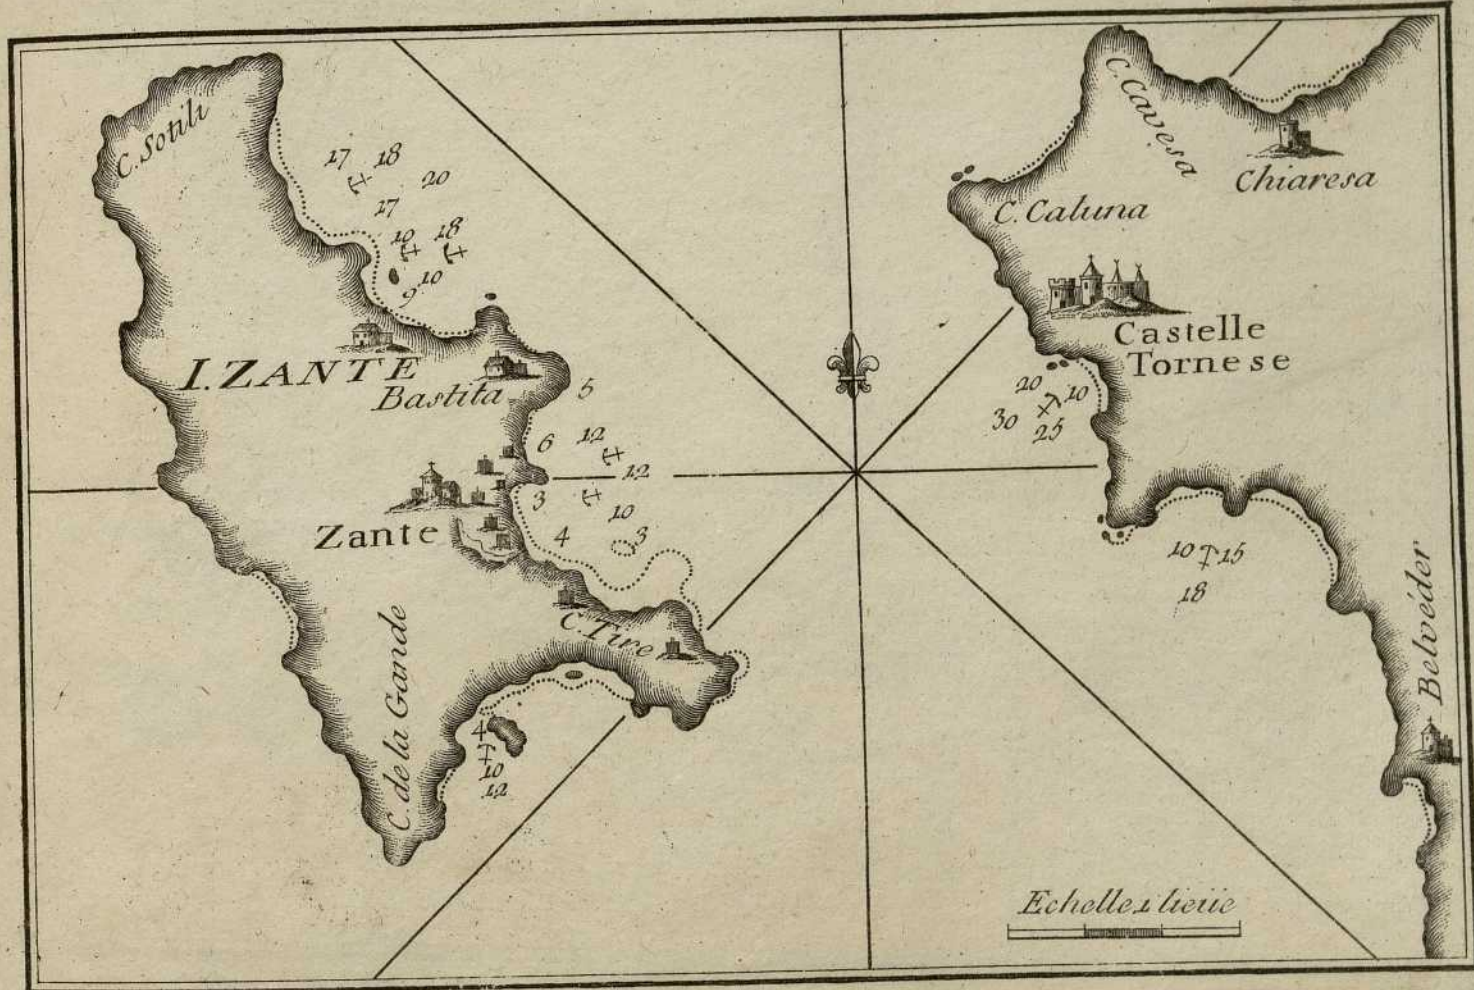 C. Sotili
17 18
20
17
10 18
10
9
I. ZANTE
Bastita
5
6 12
12
3
10
4 3
Zante
C. Tire
C. de la Gande
4
10
12
C. Cavesa
Chiaresa
C. Caluna
Castelle
Tornese
20 10
30 25
10 15
18
Belvéder
Echelle 1 lieüe